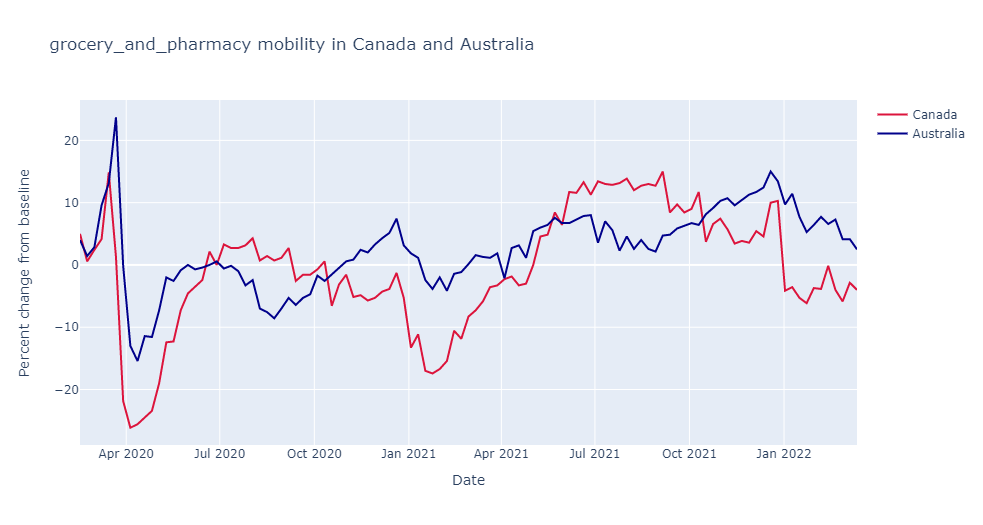 grocery_and_pharmacy mobility in Canada and Australia
Canada
Australia
Percent change from baseline
20
10
0
−10
−20
Apr 2020
Jul 2020
Oct 2020
Jan 2021
Apr 2021
Jul 2021
Oct 2021
Jan 2022
Date